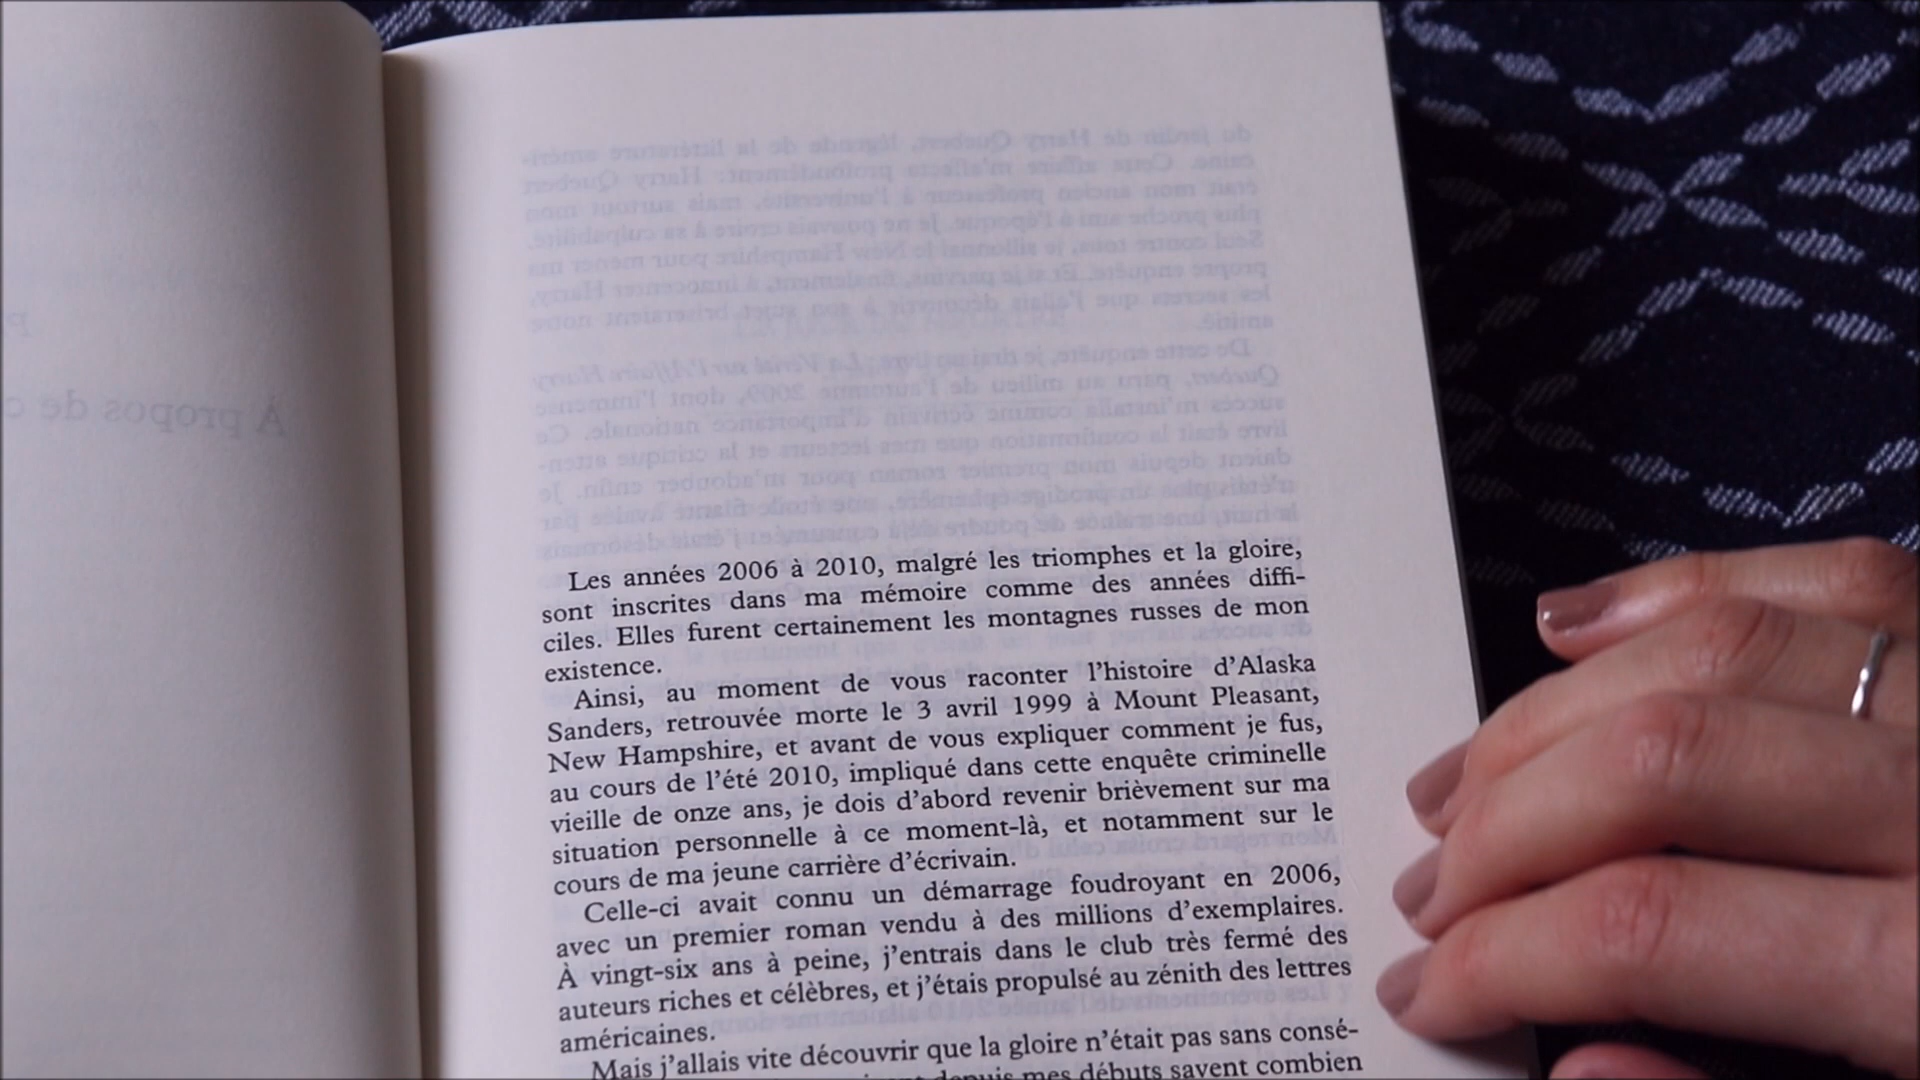 Les années 2006 à 2010, malgré les triomphes et la gloire,
sont inscrites dans ma mémoire comme des années diffi-
ciles. Elles furent certainement les montagnes russes de mon
existence.
Ainsi, au moment de vous raconter l'histoire d'Alaska
Sanders, retrouvée morte le 3 avril 1999 à Mount Pleasant,
New Hampshire, et avant de vous expliquer comment je fus,
au cours de l'été 2010, impliqué dans cette enquête criminelle
vieille de onze ans, je dois d'abord revenir brièvement sur ma
situation personnelle à ce moment-là, et notamment sur le
cours de ma jeune carrière d'écrivain.
Celle-ci avait connu un démarrage foudroyant en 2006,
avec un premier roman vendu à des millions d'exemplaires.
À vingt-six ans à peine, j'entrais dans le club très fermé des
auteurs riches et célèbres, et j'étais propulsé au zénith des lettres
américaines.
Mais j'allais vite découvrir que la gloire n'était pas sans consé-
depuis mes débuts savent combien